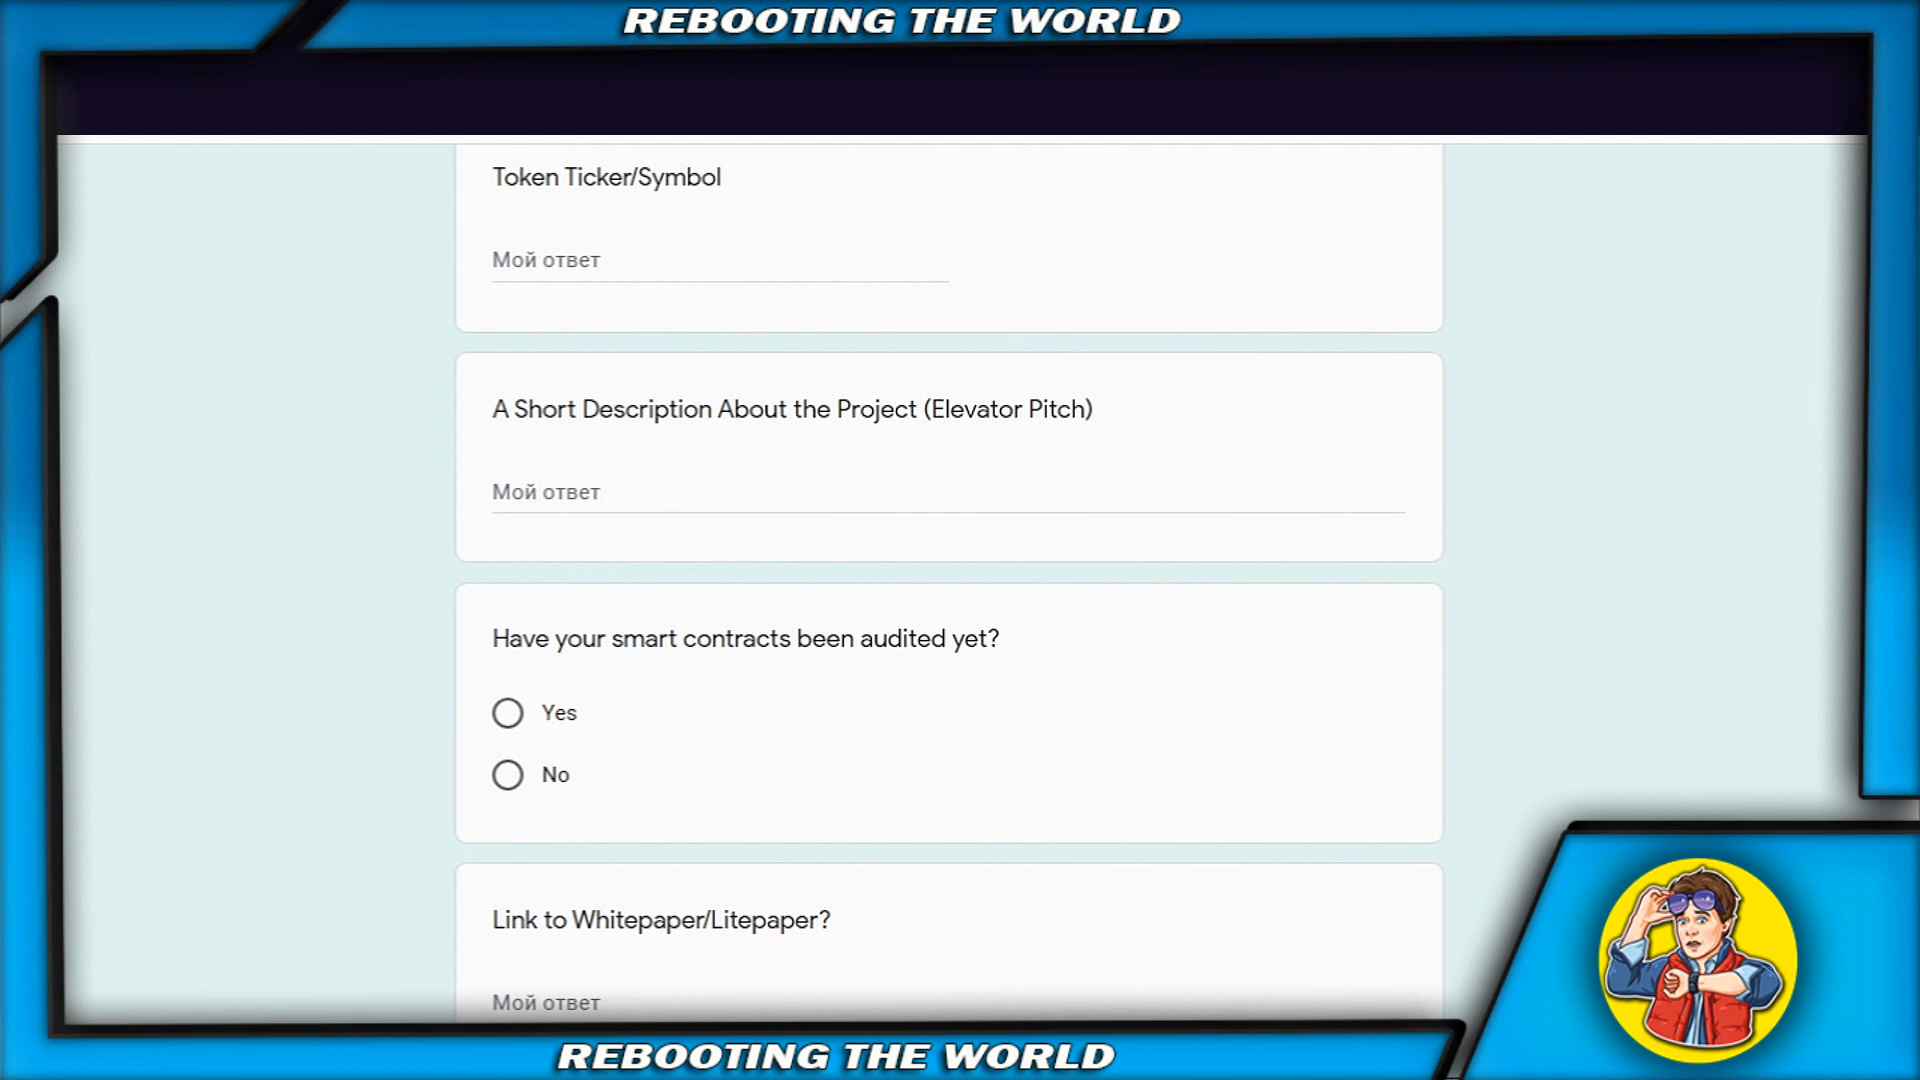 REBOOTING THE WORLD
Token Ticker/Symbol
Мой ответ
A Short Description About the Project (Elevator Pitch)
Мой ответ
Have your smart contracts been audited yet?
Yes
No
Link to Whitepaper/Litepaper?
Мой ответ
REBOOTING THE WORLD